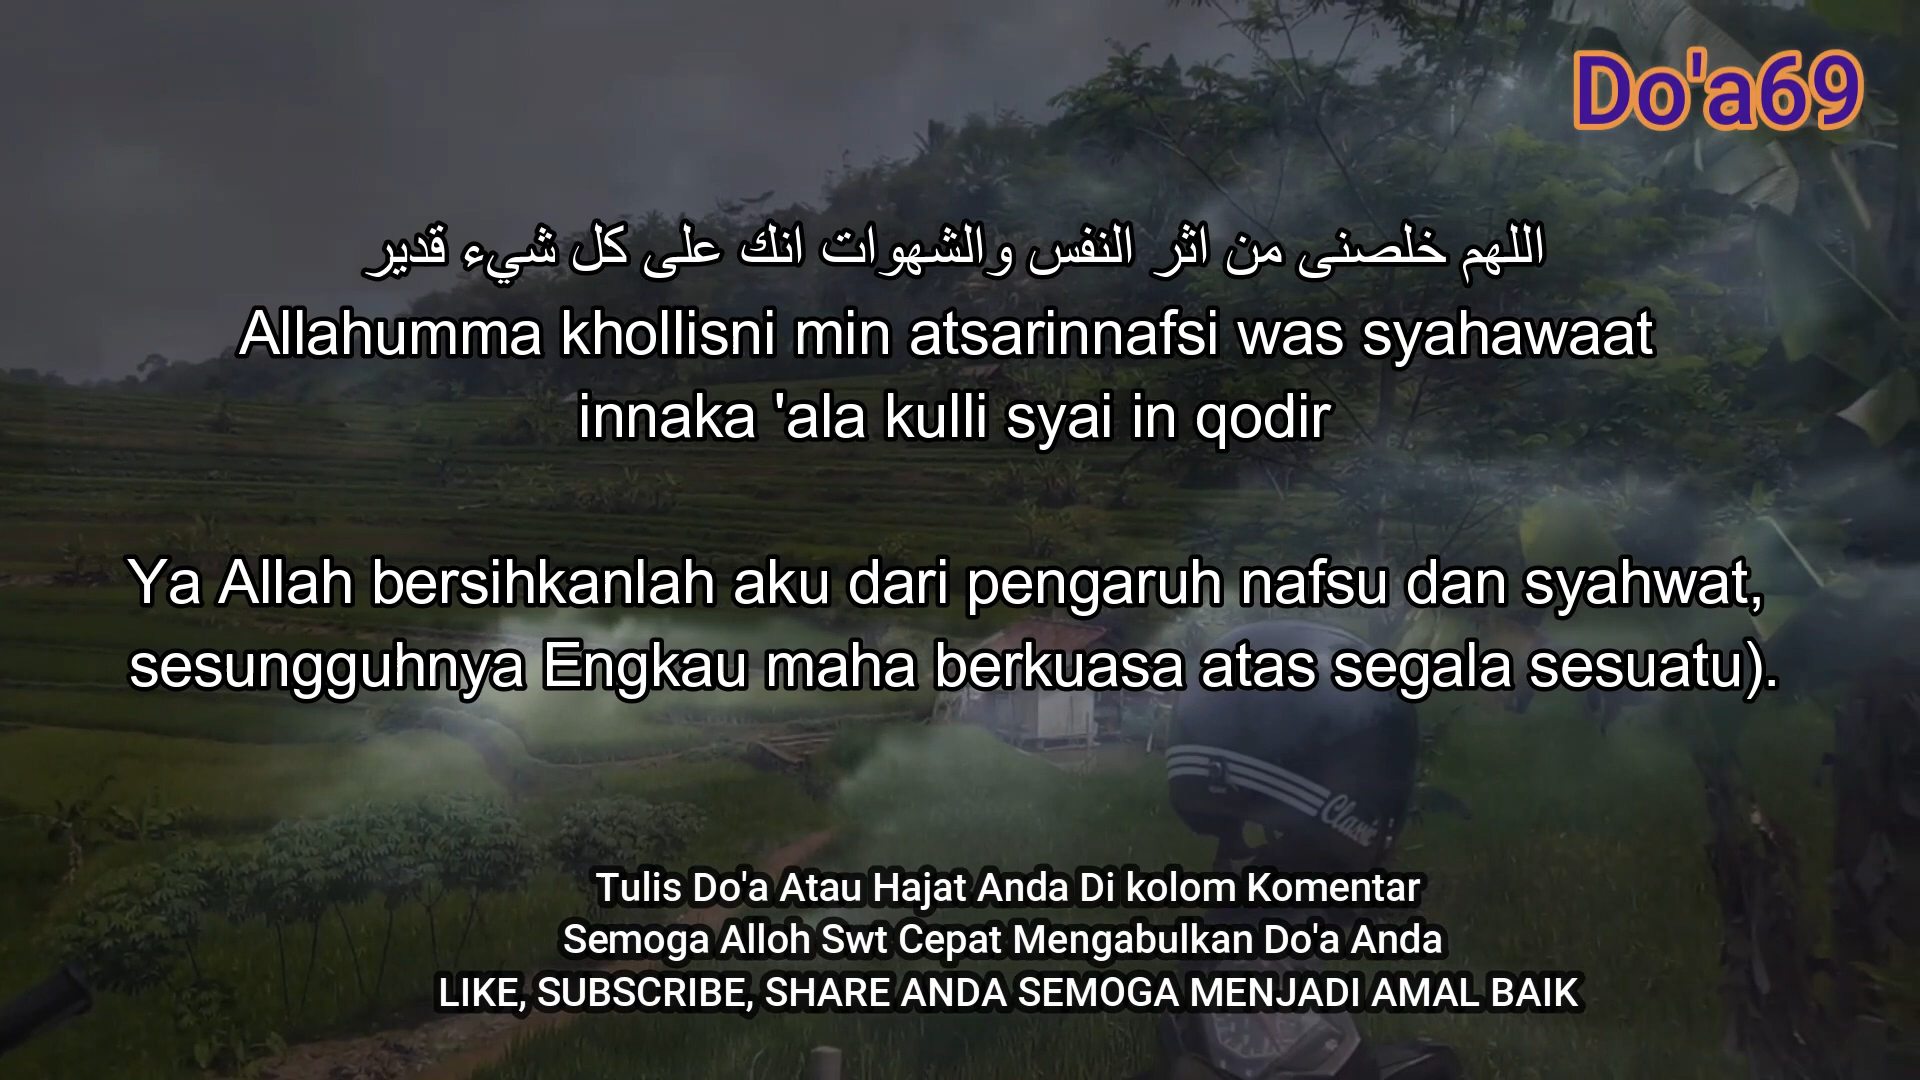 Do'a69
اللهم خلصنى من اثر النفس والشهوات انك على كل شيء قدير
Allahumma khollisni min atsarinnafsi was syahawaat
innaka 'ala kulli syai in qodir
Ya Allah bersihkanlah aku dari pengaruh nafsu dan syahwat,
sesungguhnya Engkau maha berkuasa atas segala sesuatu).
Classic
Tulis Do'a Atau Hajat Anda Di kolom Komentar
Semoga Alloh Swt Cepat Mengabulkan Do'a Anda
LIKE, SUBSCRIBE, SHARE ANDA SEMOGA MENJADI AMAL BAIK